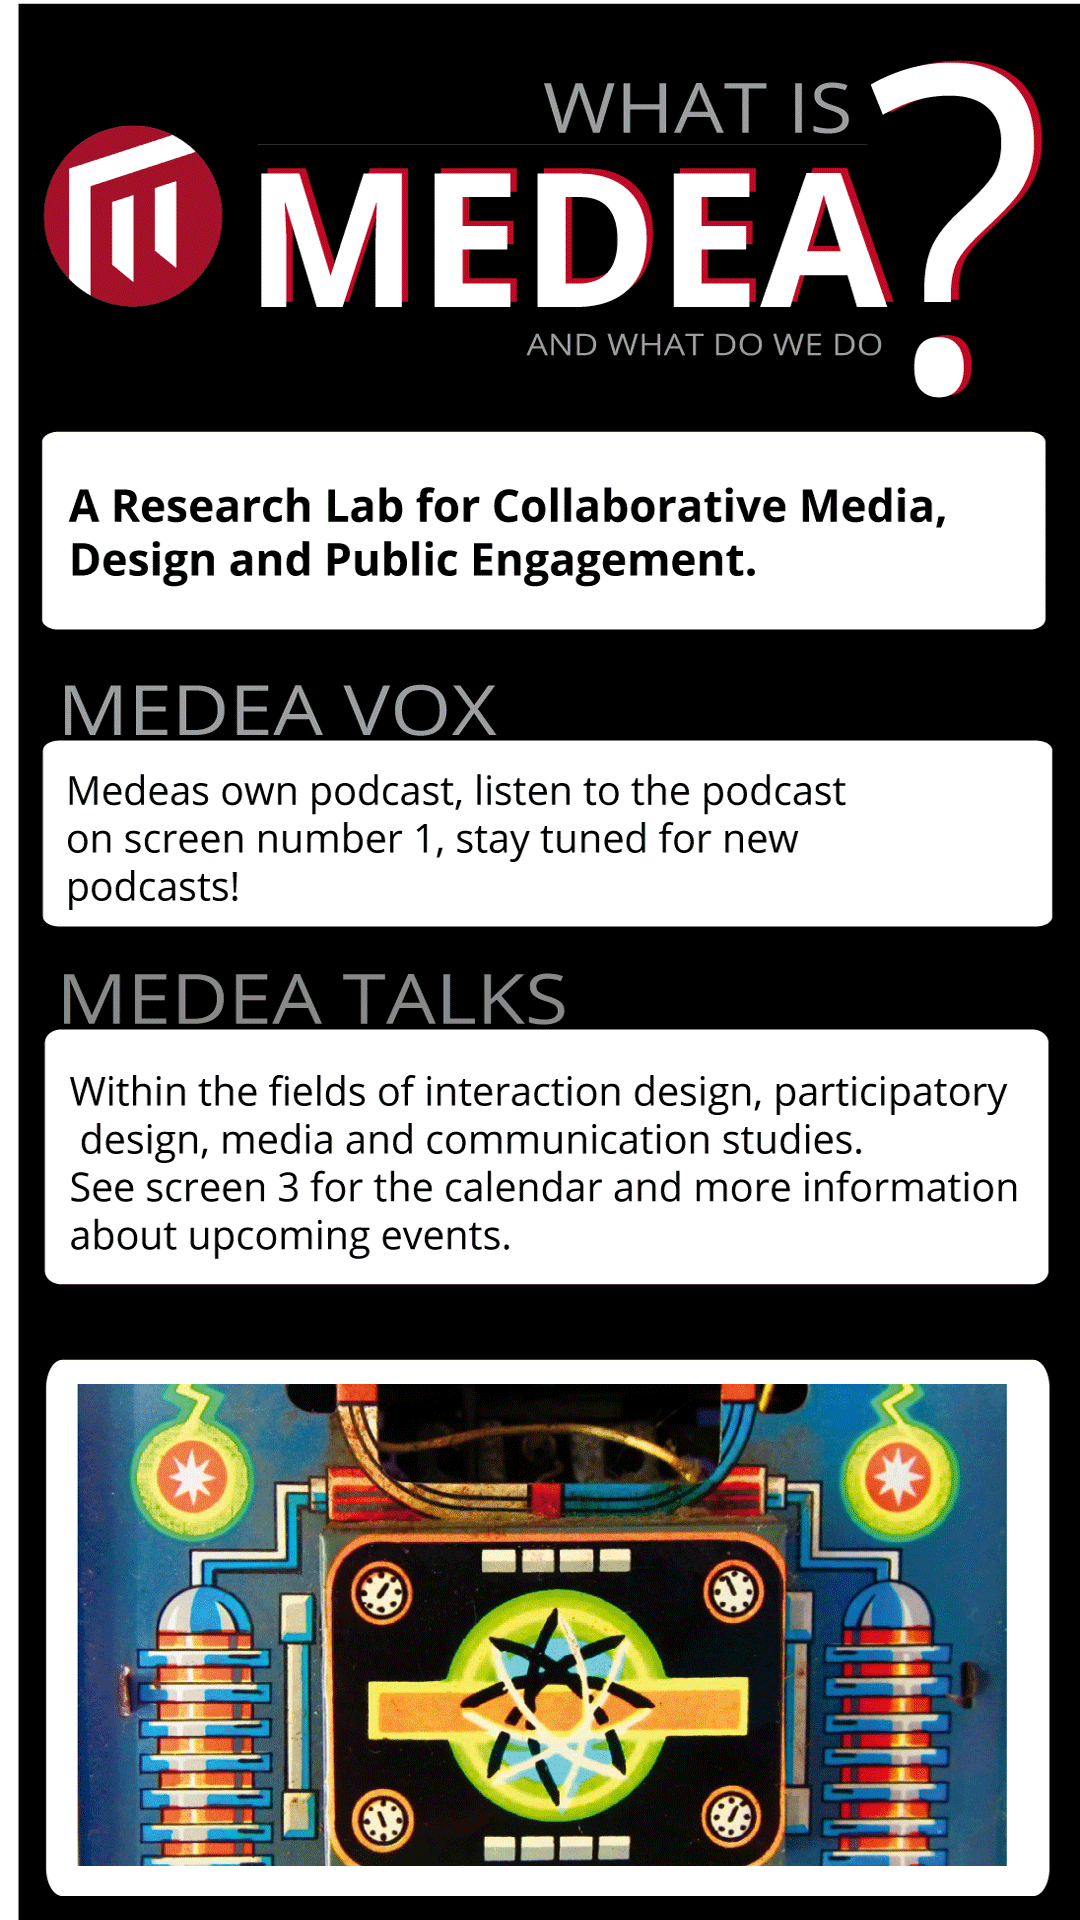 WHAT IS
MEDEA?
AND WHAT DO WE DO
A Research Lab for Collaborative Media,
Design and Public Engagement.
MEDEA VOX
Medeas own podcast, listen to the podcast
on screen number 1, stay tuned for new
podcasts!
MEDEA TALKS
Within the fields of interaction design, participatory
design, media and communication studies.
See screen 3 for the calendar and more information
about upcoming events.